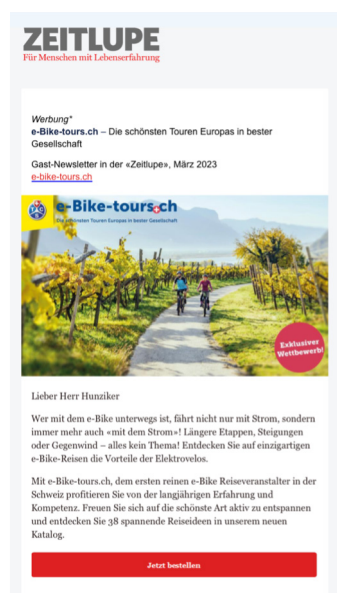 ZEITLUPE
Für Menschen mit Lebenserfahrung
Werbung*
e-Bike-tours.ch – Die schönsten Touren Europas in bester
Gesellschaft
Gast-Newsletter in der «Zeitlupe», März 2023
e-bike-tours.ch
e-Bike-tours.ch
Die schönsten Touren Europas in bester Gesellschaft
Exklusiver
Wettbewerb!
Lieber Herr Hunziker
Wer mit dem e-Bike unterwegs ist, fährt nicht nur mit Strom, sondern
immer mehr auch «mit dem Strom»! Längere Etappen, Steigungen
oder Gegenwind – alles kein Thema! Entdecken Sie auf einzigartigen
e-Bike-Reisen die Vorteile der Elektrovelos.
Mit e-Bike-tours.ch, dem ersten reinen e-Bike Reiseveranstalter in der
Schweiz profitieren Sie von der langjährigen Erfahrung und
Kompetenz. Freuen Sie sich auf die schönste Art aktiv zu entspannen
und entdecken Sie 38 spannende Reiseideen in unserem neuen
Katalog.
Jetzt bestellen